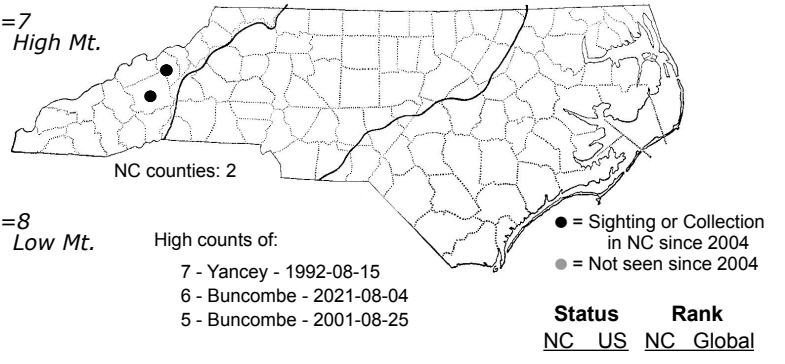 =7
High Mt.
NC counties: 2
=8
Low Mt.
High counts of:
7 - Yancey - 1992-08-15
6 - Buncombe - 2021-08-04
5 - Buncombe - 2001-08-25
● = Sighting or Collection
in NC since 2004
● = Not seen since 2004
Status Rank
NC US NC Global